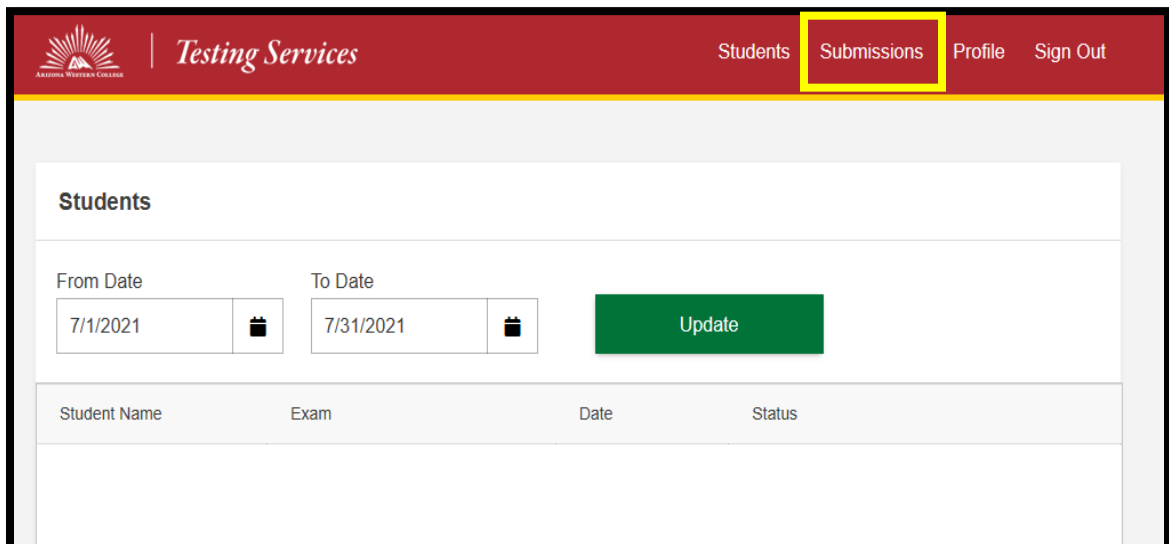 ARIZONA WESTERN COLLEGE
Testing Services
Students Submissions Profile Sign Out
Students
From Date To Date
7/1/2021 7/31/2021 Update
Student Name Exam Date Status